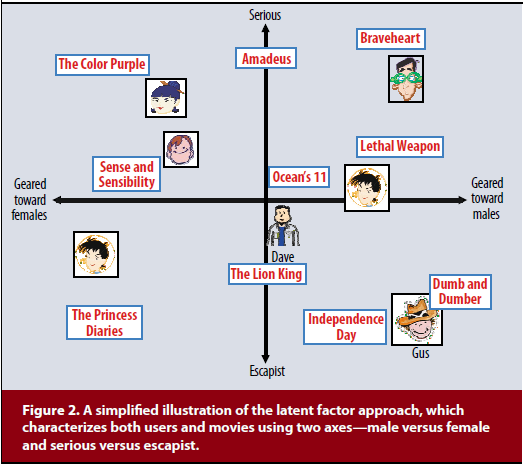 Serious
Braveheart
The Color Purple
Amadeus
Lethal Weapon
Sense and
Sensibility
Ocean's 11
Geared
toward
females
Geared
toward
males
Dave
The Lion King
Dumb and
Dumber
The Princess
Diaries
Independence
Day
Gus
Escapist
Figure 2. A simplified illustration of the latent factor approach, which
characterizes both users and movies using two axes—male versus female
and serious versus escapist.